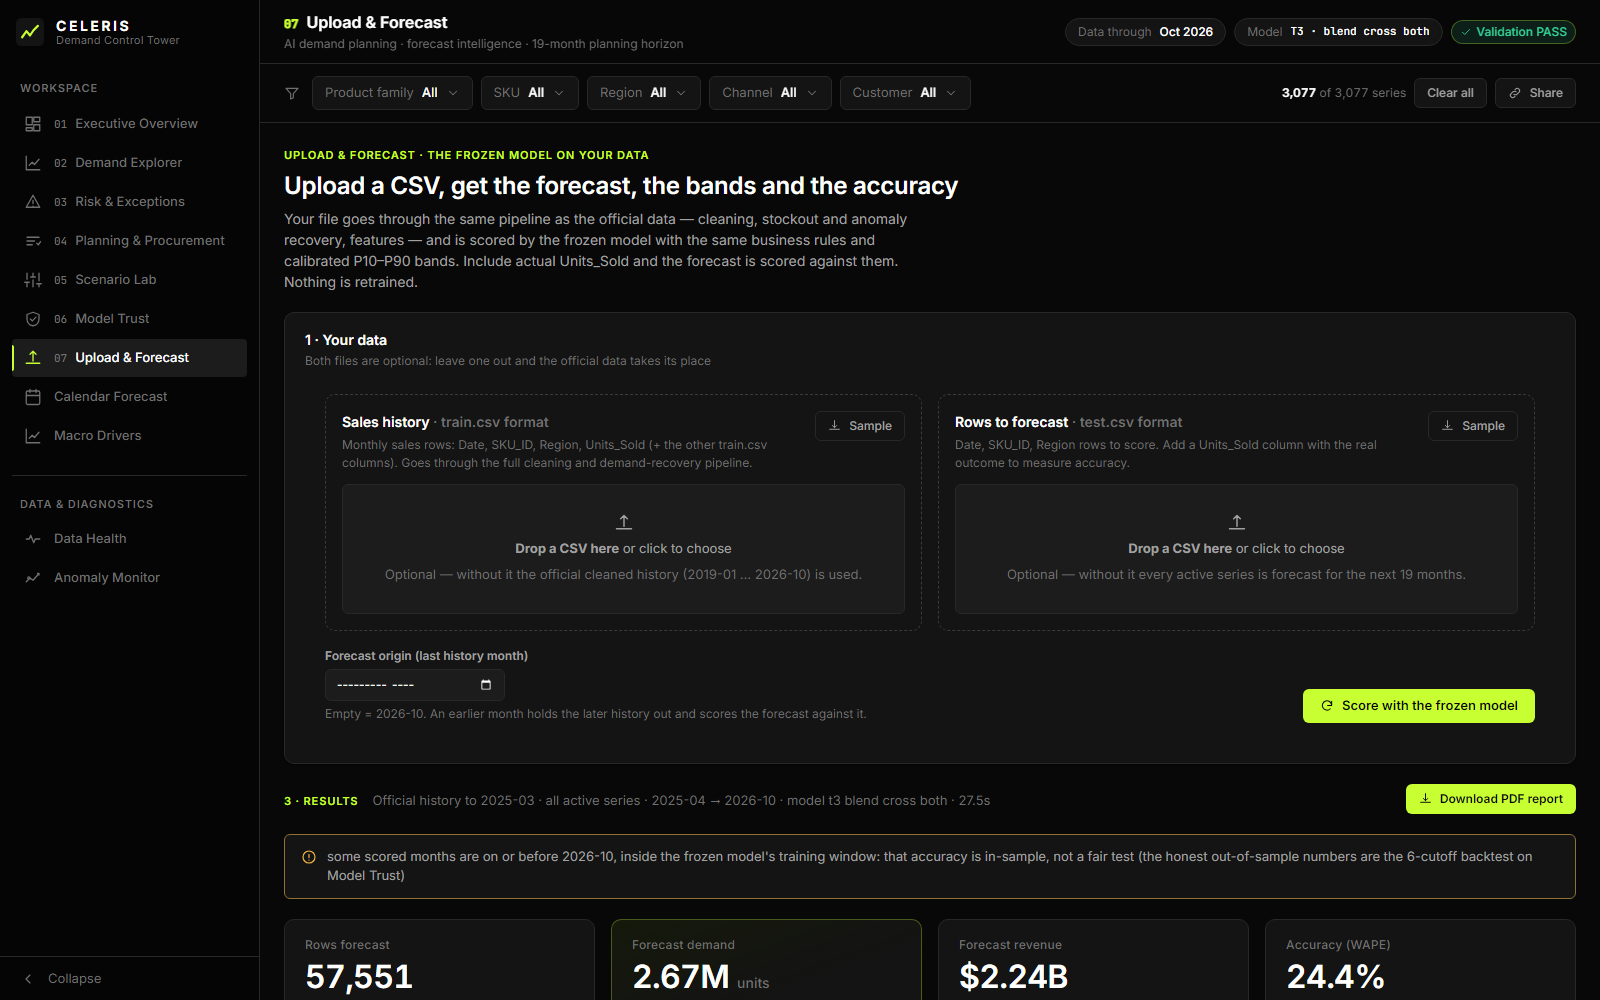 CELERIS
Demand Control Tower
WORKSPACE
01 Executive Overview
02 Demand Explorer
03 Risk & Exceptions
04 Planning & Procurement
05 Scenario Lab
06 Model Trust
07 Upload & Forecast
Calendar Forecast
Macro Drivers
DATA & DIAGNOSTICS
Data Health
Anomaly Monitor
Collapse
07 Upload & Forecast
AI demand planning · forecast intelligence · 19-month planning horizon
Data through Oct 2026
Model T3 · blend cross both
Validation PASS
Product family All
SKU All
Region All
Channel All
Customer All
3,077 of 3,077 series
Clear all
Share
UPLOAD & FORECAST · THE FROZEN MODEL ON YOUR DATA
Upload a CSV, get the forecast, the bands and the accuracy
Your file goes through the same pipeline as the official data — cleaning, stockout and anomaly
recovery, features — and is scored by the frozen model with the same business rules and
calibrated P10–P90 bands. Include actual Units_Sold and the forecast is scored against them.
Nothing is retrained.
1 · Your data
Both files are optional: leave one out and the official data takes its place
Sales history · train.csv format
Sample
Monthly sales rows: Date, SKU_ID, Region, Units_Sold (+ the other train.csv
columns). Goes through the full cleaning and demand-recovery pipeline.
Drop a CSV here or click to choose
Optional — without it the official cleaned history (2019-01 … 2026-10) is used.
Rows to forecast · test.csv format
Sample
Date, SKU_ID, Region rows to score. Add a Units_Sold column with the real
outcome to measure accuracy.
Drop a CSV here or click to choose
Optional — without it every active series is forecast for the next 19 months.
Forecast origin (last history month)
--------- ----
Empty = 2026-10. An earlier month holds the later history out and scores the forecast against it.
Score with the frozen model
3 · RESULTS Official history to 2025-03 · all active series · 2025-04 → 2026-10 · model t3 blend cross both · 27.5s
Download PDF report
some scored months are on or before 2026-10, inside the frozen model's training window: that accuracy is in-sample, not a fair test (the honest out-of-sample numbers are the 6-cutoff backtest on
Model Trust)
Rows forecast
57,551
Forecast demand
2.67M units
Forecast revenue
$2.24B
Accuracy (WAPE)
24.4%